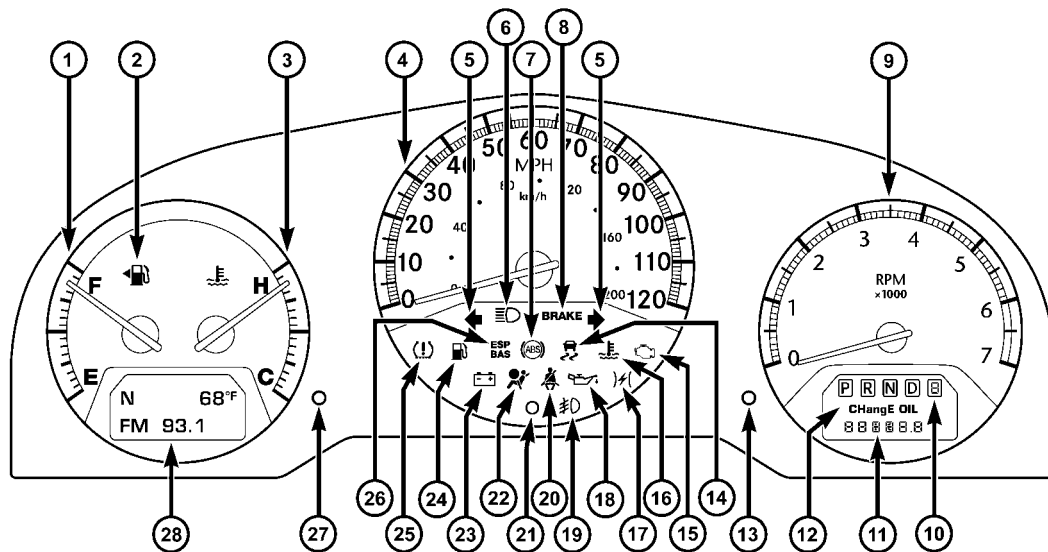 6 8
1 2 3 4 5 7 5 9
50 60 70
40 MPH 80
30 80 90
km/h 120
20 40 100
160
F H 10 110
0 0 200 120
BRAKE
ESP
BAS
ABS
E C
N 68°F
FM 93.1
3 4
2 5
RPM
×1000
1 6
0 7
P R N D 8
CHangE OIL
888888
26 24 22 20 18 16 14
28 27 25 23 21 19 17 15 13 12 11 10